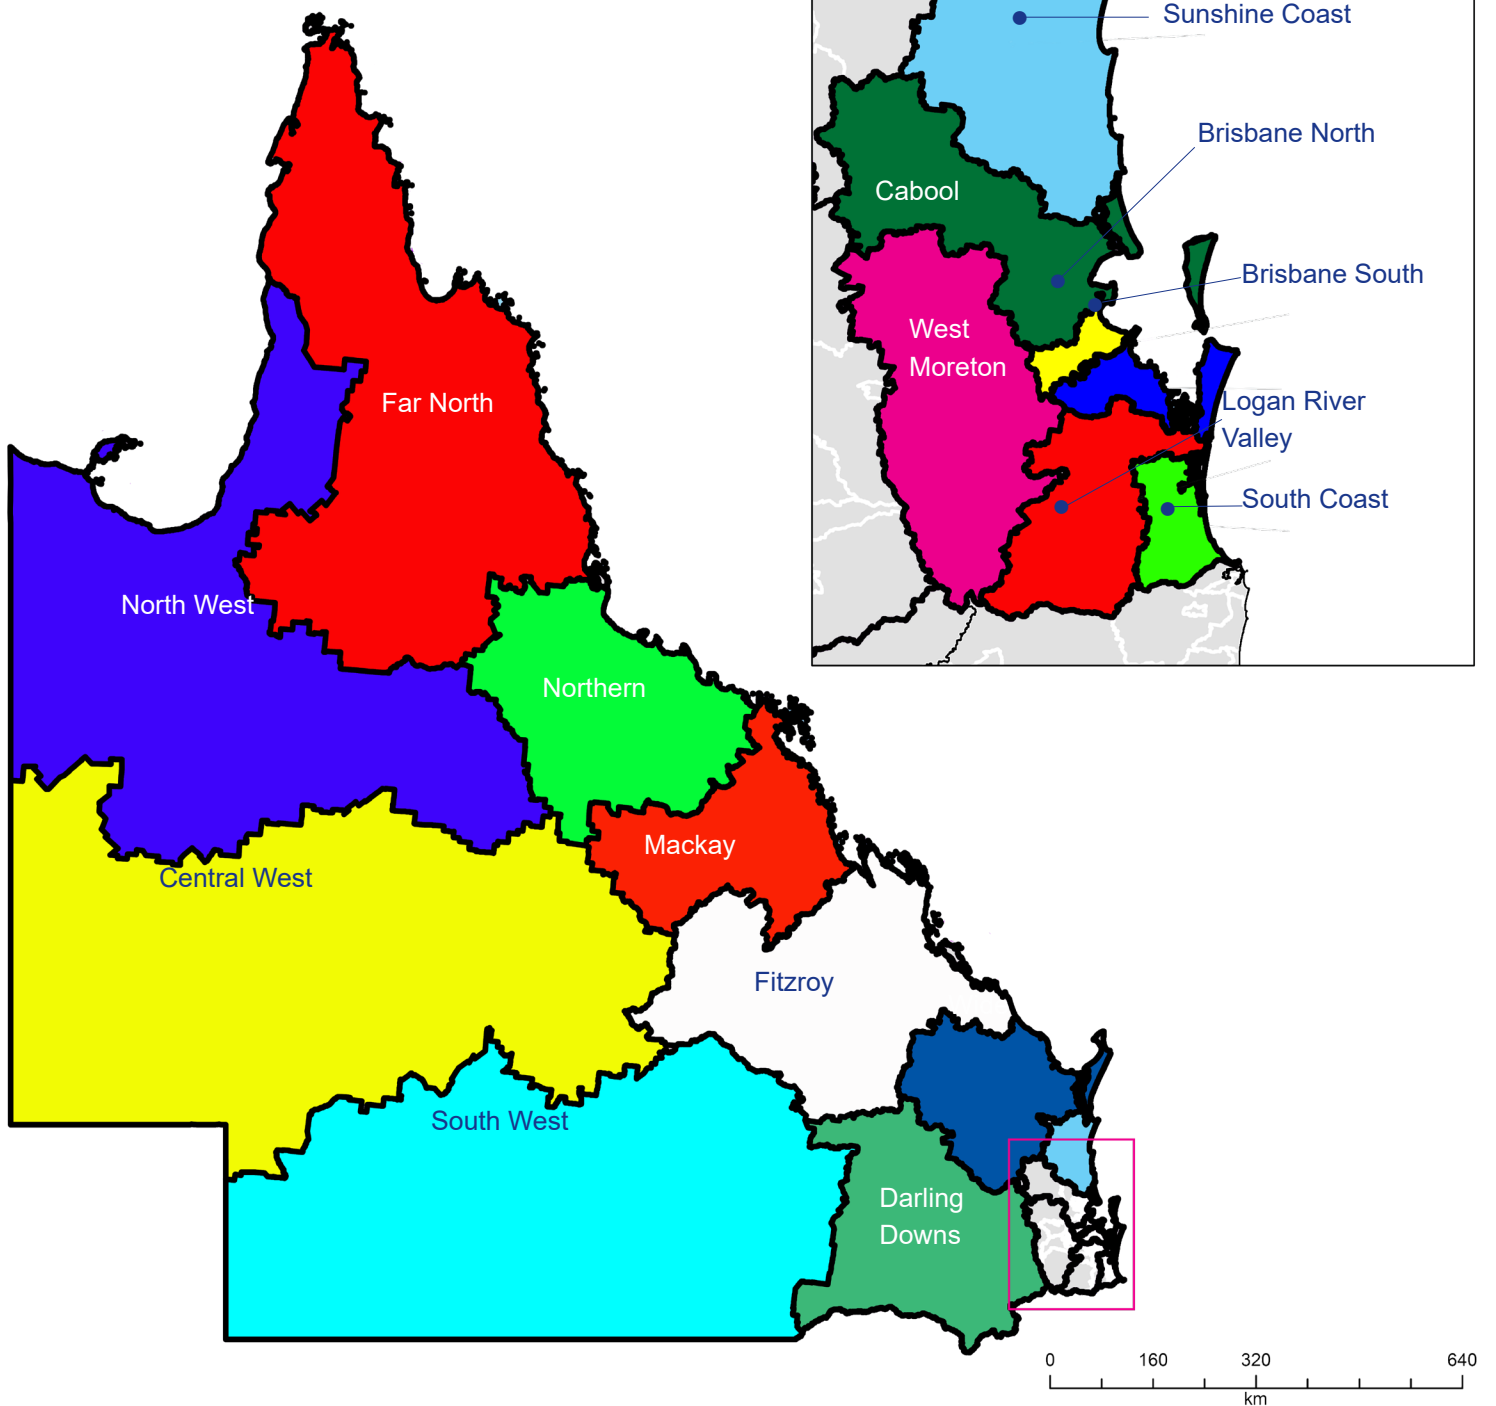 Sunshine Coast
Brisbane North
Cabool
Brisbane South
West
Moreton
Logan River
Valley
South Coast
Far North
North West
Northern
Mackay
Central West
Fitzroy
South West
Darling
Downs
0 160 320 640
km